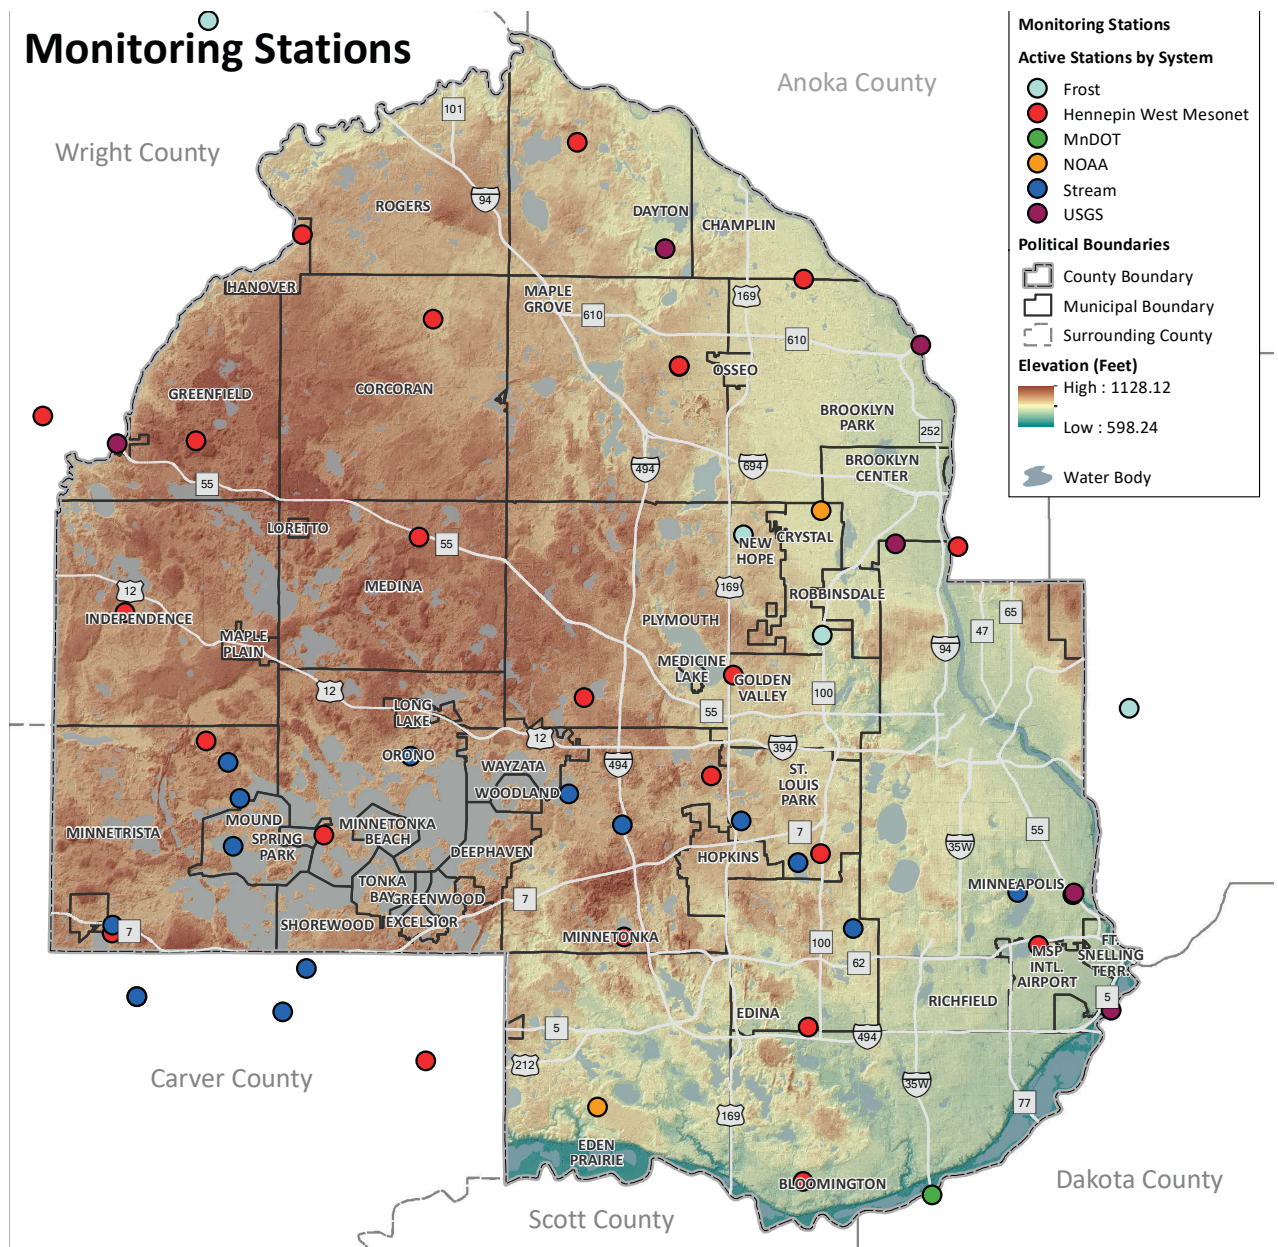 Monitoring Stations
Anoka County
Wright County
Carver County
Scott County
Dakota County
Monitoring Stations
Active Stations by System
Frost
Hennepin West Mesonet
MnDOT
NOAA
Stream
USGS
Political Boundaries
County Boundary
Municipal Boundary
Surrounding County
Elevation (Feet)
High : 1128.12
Low : 598.24
Water Body
101
94
ROGERS
DAYTON
CHAMPLIN
HANOVER
MAPLE
GROVE
169
610
610
OSSEO
GREENFIELD
CORCORAN
BROOKLYN
PARK
252
BROOKLYN
CENTER
494
694
55
LORETTO
55
NEW
HOPE
CRYSTAL
MEDINA
12
INDEPENDENCE
169
ROBBINSDALE
65
47
94
PLYMOUTH
MAPLE
PLAIN
MEDICINE
LAKE
GOLDEN
VALLEY
12
100
LONG
LAKE
55
12
394
ORONO
WAYZATA
494
ST.
LOUIS
PARK
WOODLAND
MINNETRISTA
MOUND
SPRING
PARK
MINNETONKA
BEACH
7
55
35W
DEEPHAVEN
HOPKINS
TONKA
BAY
GREENWOOD
7
MINNEAPOLIS
SHOREWOOD
EXCELSIOR
7
MINNETONKA
100
62
MSP
INTL.
AIRPORT
FT.
SNELLING
TERR.
5
RICHFIELD
EDINA
5
494
212
35W
77
169
EDEN
PRAIRIE
BLOOMINGTON